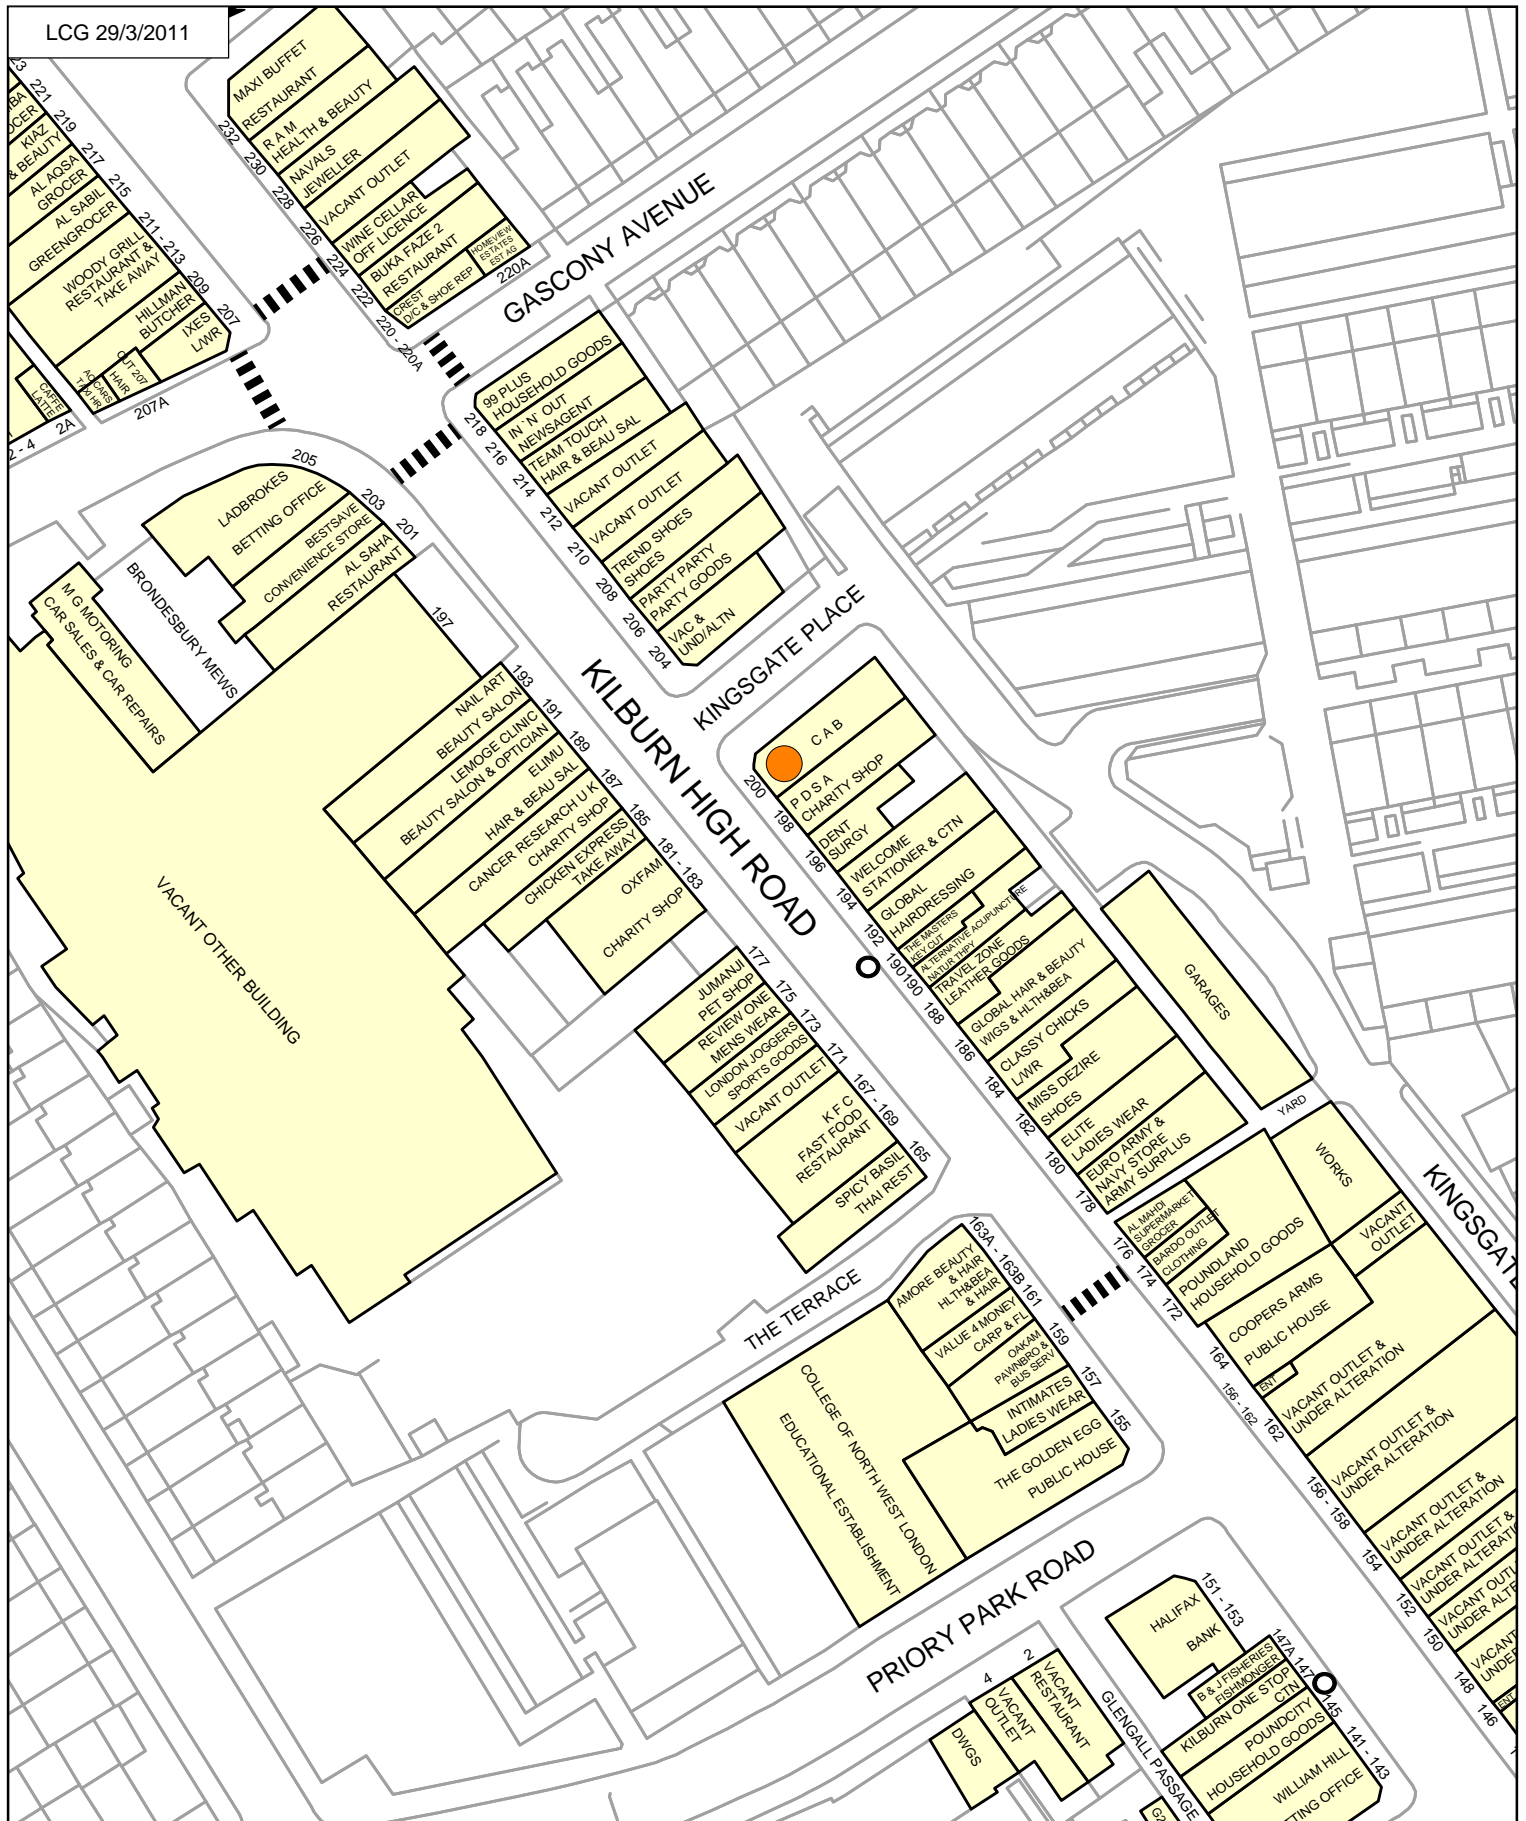 LCG 29/3/2011
MAXI BUFFET
RESTAURANT
R A M
HEALTH & BEAUTY
NAVALS
JEWELLER
VACANT OUTLET
WINE CELLAR
OFF LICENCE
BUKA FAZE 2
RESTAURANT
CREST
D/C & SHOE REP
HOMEVIEW
ESTATES
EST AG
220A
232
230
228
226
224
222
220 - 220A
GASCONY AVENUE
221
219
217
215
211 - 213
209
207
KIAZ
& BEAUTY
AL AQSA
GROCER
AL SABIL
GREENGROCER
WOODY GRILL
RESTAURANT &
TAKE AWAY
HILLMAN
BUTCHER
IXES
L/WR
CUT 207
HAIR
TAXI HR
207A
CAFFE
LATTE
2A
2 - 4
99 PLUS
HOUSEHOLD GOODS
IN `N` OUT
NEWSAGENT
TEAM TOUCH
HAIR & BEAU SAL
VACANT OUTLET
VACANT OUTLET
TREND SHOES
SHOES
PARTY PARTY
PARTY GOODS
VAC &
UND/ALTN
218
216
214
212
210
208
206
204
205
LADBROKES
BETTING OFFICE
203
BESTSAVE
CONVENIENCE STORE
201
AL SAHA
RESTAURANT
197
BRONDESBURY MEWS
M G MOTORING
CAR SALES & CAR REPAIRS
KINGSGATE PLACE
KILBURN HIGH ROAD
VACANT OTHER BUILDING
193
NAIL ART
BEAUTY SALON
191
LEMOGE CLINIC
BEAUTY SALON & OPTICIAN
189
ELIMU
HAIR & BEAU SAL
187
CANCER RESEARCH U K
CHARITY SHOP
185
CHICKEN EXPRESS
TAKE AWAY
181 - 183
OXFAM
CHARITY SHOP
C A B
200
P D S A
CHARITY SHOP
198
DENT
SURGY
196
WELCOME
STATIONER & CTN
194
GLOBAL
HAIRDRESSING
192
THE MASTERS
KEY CUT
190
ALTERNATIVE ACUPUNCTURE
NATUR THPY
190
TRAVEL ZONE
LEATHER GOODS
188
GLOBAL HAIR & BEAUTY
WIGS & HLTH&BEA
186
CLASSY CHICKS
L/WR
184
MISS DEZIRE
SHOES
182
ELITE
LADIES WEAR
180
EURO ARMY &
NAVY STORE
ARMY SURPLUS
178
GARAGES
YARD
WORKS
177
JUMANJI
PET SHOP
175
REVIEW ONE
MENS WEAR
173
LONDON JOGGERS
SPORTS GOODS
171
VACANT OUTLET
167 - 169
K F C
FAST FOOD
RESTAURANT
165
SPICY BASIL
THAI REST
AL MAHDI
SUPERMARKET
GROCER
176
BARDO OUTLET
CLOTHING
174
POUNDLAND
HOUSEHOLD GOODS
172
VACANT
OUTLET
KINGSGATE
COOPERS ARMS
PUBLIC HOUSE
164
ENT
156 - 162
VACANT OUTLET &
UNDER ALTERATION
162
VACANT OUTLET &
UNDER ALTERATION
156 - 158
VACANT OUTLET &
UNDER ALTERATION
154
VACANT OUTLET &
152
150
148
146
THE TERRACE
163A - 163B
AMORE BEAUTY
& HAIR
HLTH&BEA
& HAIR
161
VALUE 4 MONEY
CARP & FL
159
OAKAM
PAWNBRO &
BUS SERV
157
INTIMATES
LADIES WEAR
155
THE GOLDEN EGG
PUBLIC HOUSE
COLLEGE OF NORTH WEST LONDON
EDUCATIONAL ESTABLISHMENT
PRIORY PARK ROAD
151 - 153
HALIFAX
BANK
147A
B & J FISHERIES
FISHMONGER
147
KILBURN ONE STOP
CTN
145
POUNDCITY
HOUSEHOLD GOODS
141 - 143
WILLIAM HILL
2
VACANT
RESTAURANT
4
VACANT
OUTLET
DWGS
GLENGALL PASSAGE